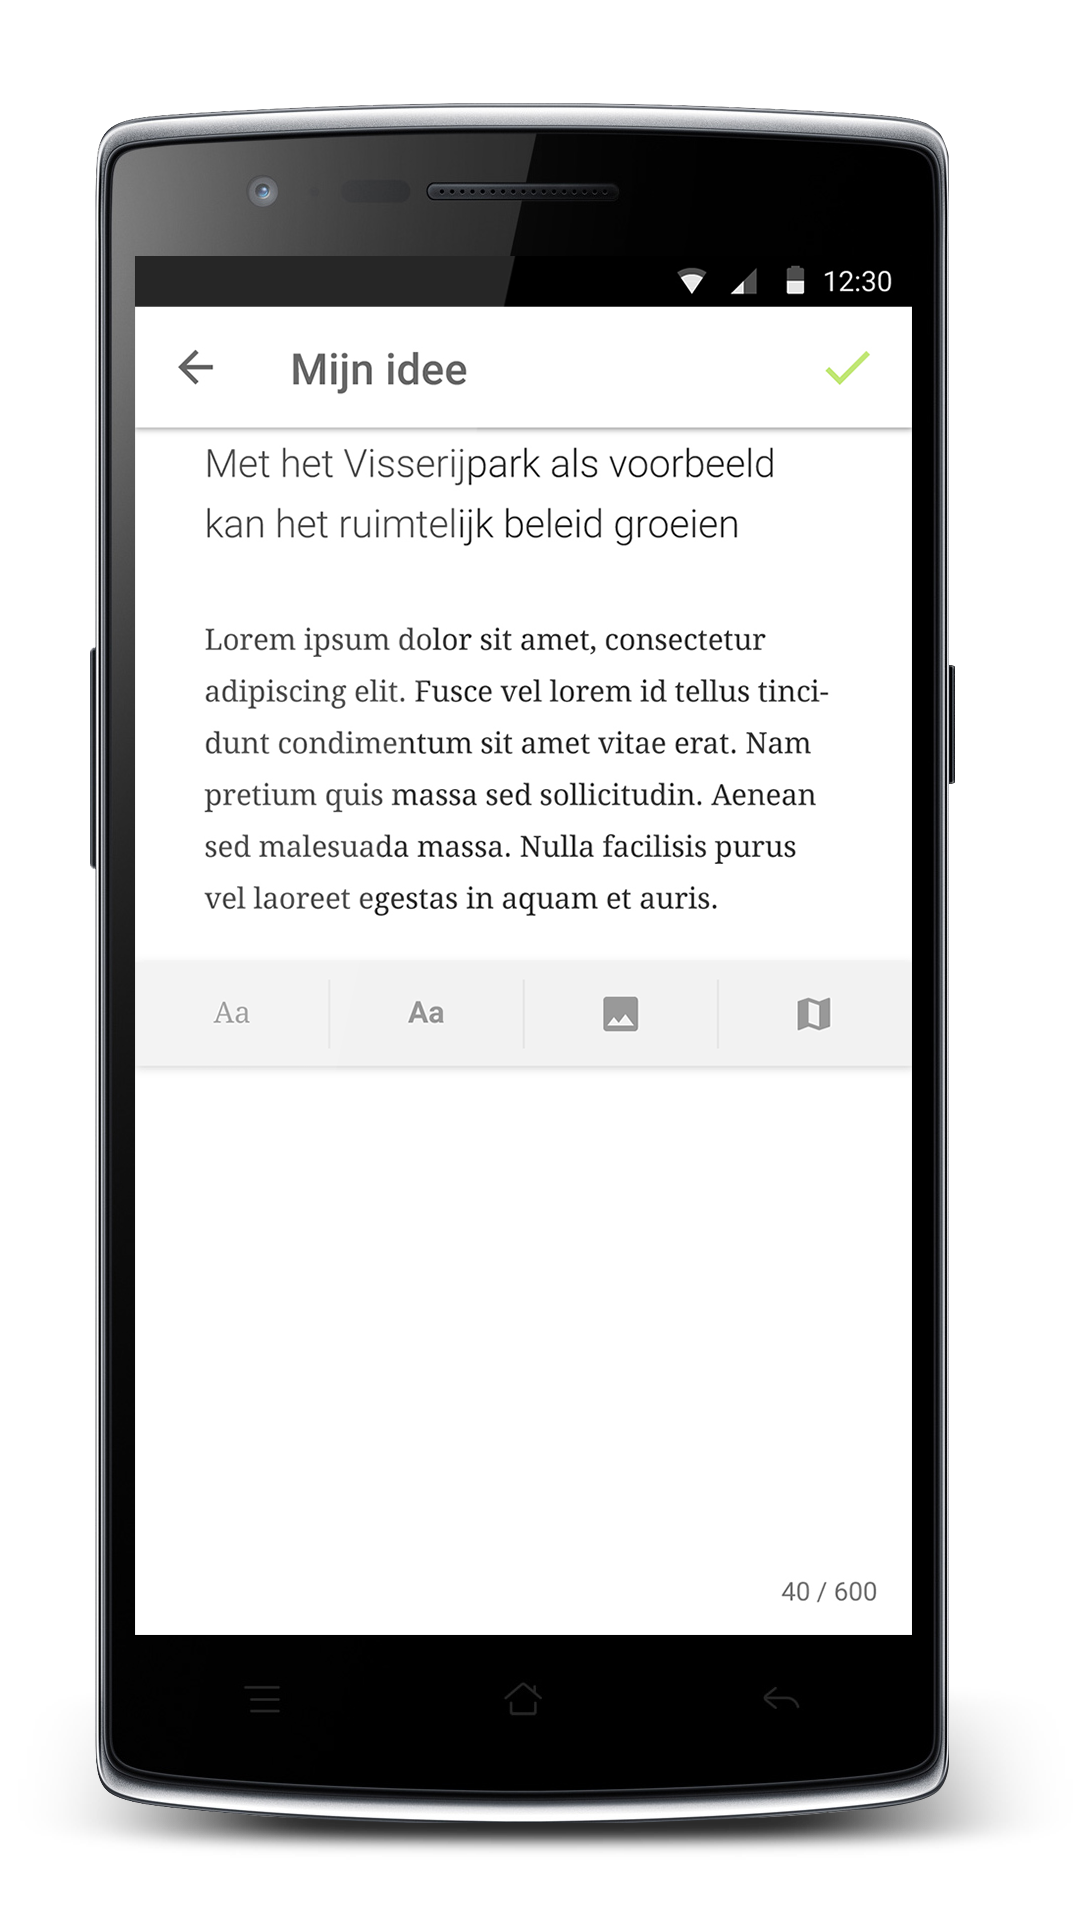 12:30
Mijn idee
Met het Visserijpark als voorbeeld
kan het ruimtelijk beleid groeien
Lorem ipsum dolor sit amet, consectetur
adipiscing elit. Fusce vel lorem id tellus tinci-
dunt condimentum sit amet vitae erat. Nam
pretium quis massa sed sollicitudin. Aenean
sed malesuada massa. Nulla facilisis purus
vel laoreet egestas in aquam et auris.
Aa Aa
40 / 600